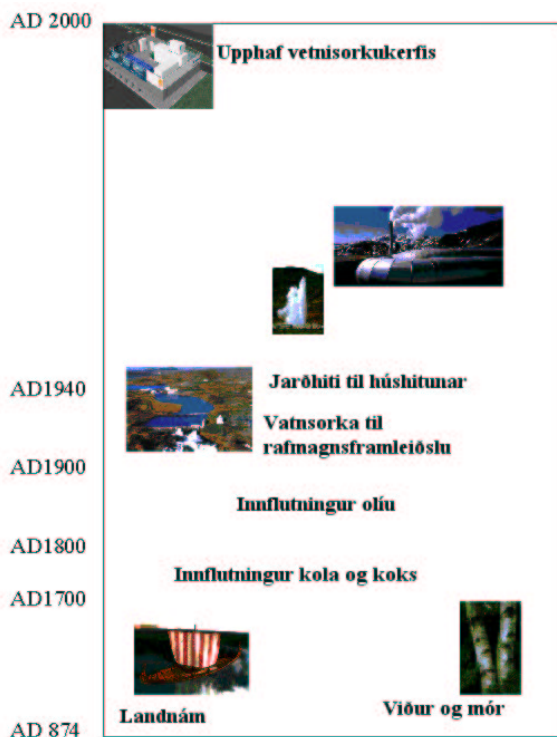 AD 2000
Upphaf vetnisorkukerfis
AD1940
Jarðhiti til húshitunar
Vatnsorka til
rafmagnsframleiðslu
AD1900
Innflutningur olíu
AD1800
Innflutningur kola og koks
AD1700
Landnám
Viður og mór
AD 874